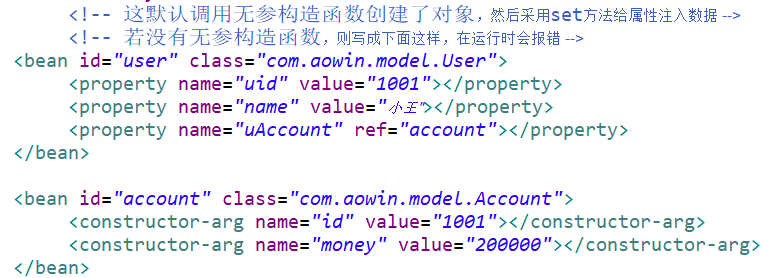 <!-- 这默认调用无参构造函数创建了对象，然后采用set方法给属性注入数据 -->
<!-- 若没有无参构造函数，则写成下面这样，在运行时会报错 -->
<bean id="user" class="com.aowin.model.User">
<property name="uid" value="1001"></property>
<property name="name" value="小王"></property>
<property name="uAccount" ref="account"></property>
</bean>
<bean id="account" class="com.aowin.model.Account">
<constructor-arg name="id" value="1001"></constructor-arg>
<constructor-arg name="money" value="200000"></constructor-arg>
</bean>